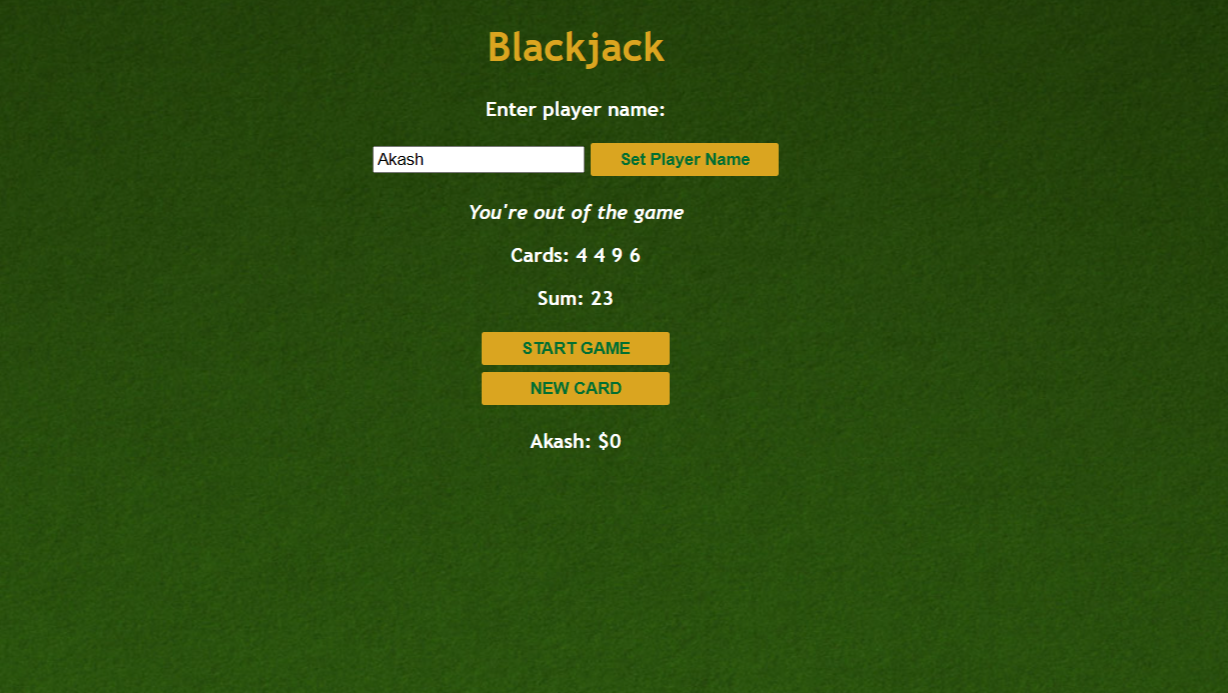 Blackjack
Enter player name:
Akash Set Player Name
You're out of the game
Cards: 4 4 9 6
Sum: 23
START GAME
NEW CARD
Akash: $0